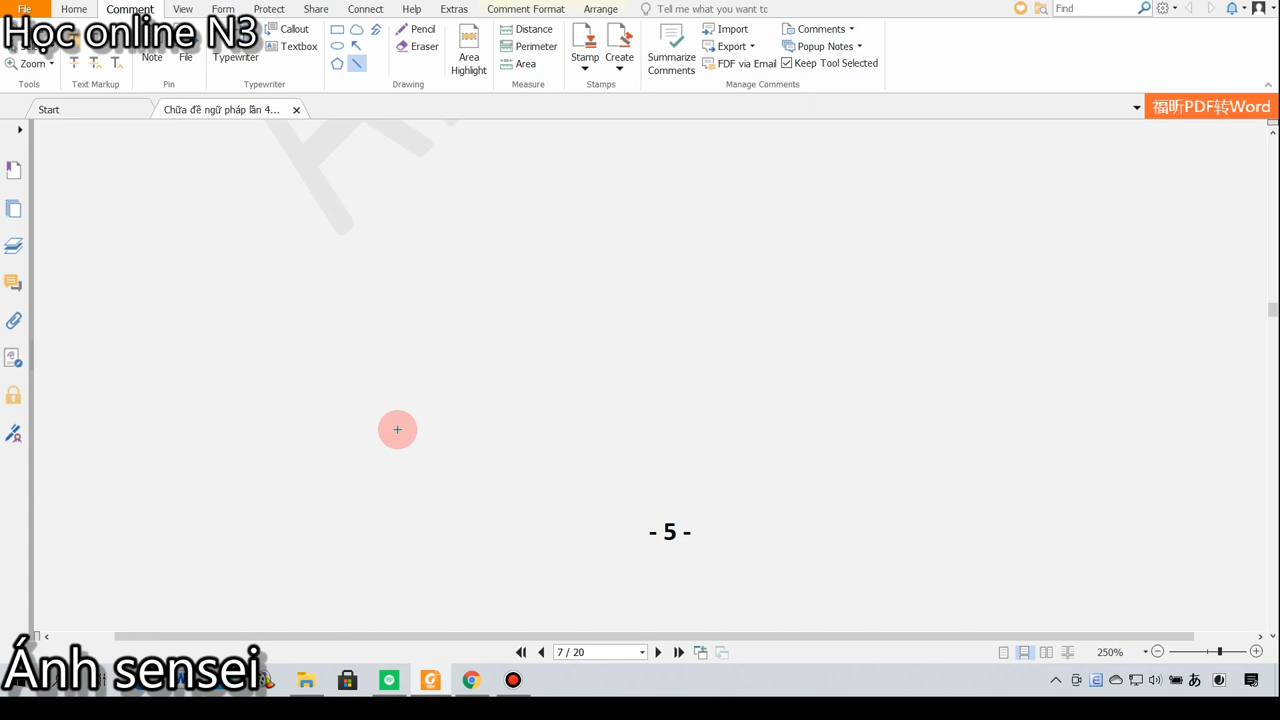 File Home Comment View Form Protect Share Connect Help Extras Comment Format Arrange Tell me what you want tc Find
Học online N3
Callout Pencil Distance Import Comments
Textbox Eraser Perimeter Export Popup Notes
Zoom Note File Typewriter Area Highlight Area Stamp Create Summarize Comments FDF via Email Keep Tool Selected
Tools Text Markup Pin Typewriter Drawing Measure Stamps Manage Comments
Start Chữa đề ngữ pháp lần 4... 福昕PDF转Word
- 5 -
7 / 20 250%
Ánh sensei
あ